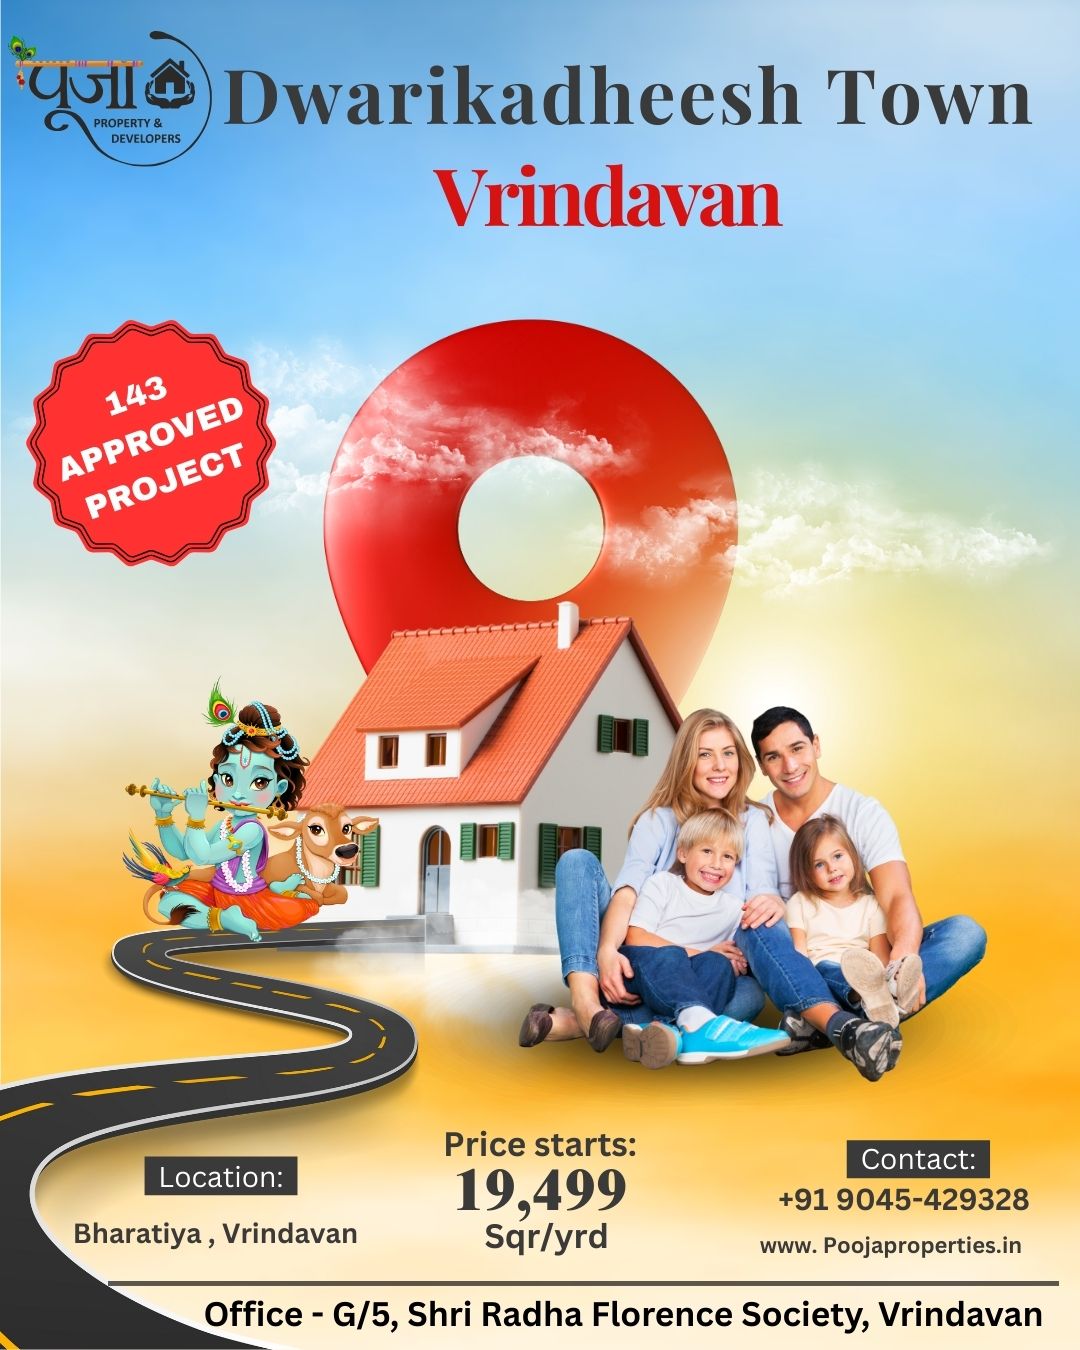 पूजा
PROPERTY &
DEVELOPERS
Dwarikadheesh Town
Vrindavan
143
APPROVED
PROJECT
Price starts:
19,499
Sqr/yrd
Location:
Bharatiya , Vrindavan
Contact:
+91 9045-429328
www. Poojaproperties.in
Office - G/5, Shri Radha Florence Society, Vrindavan